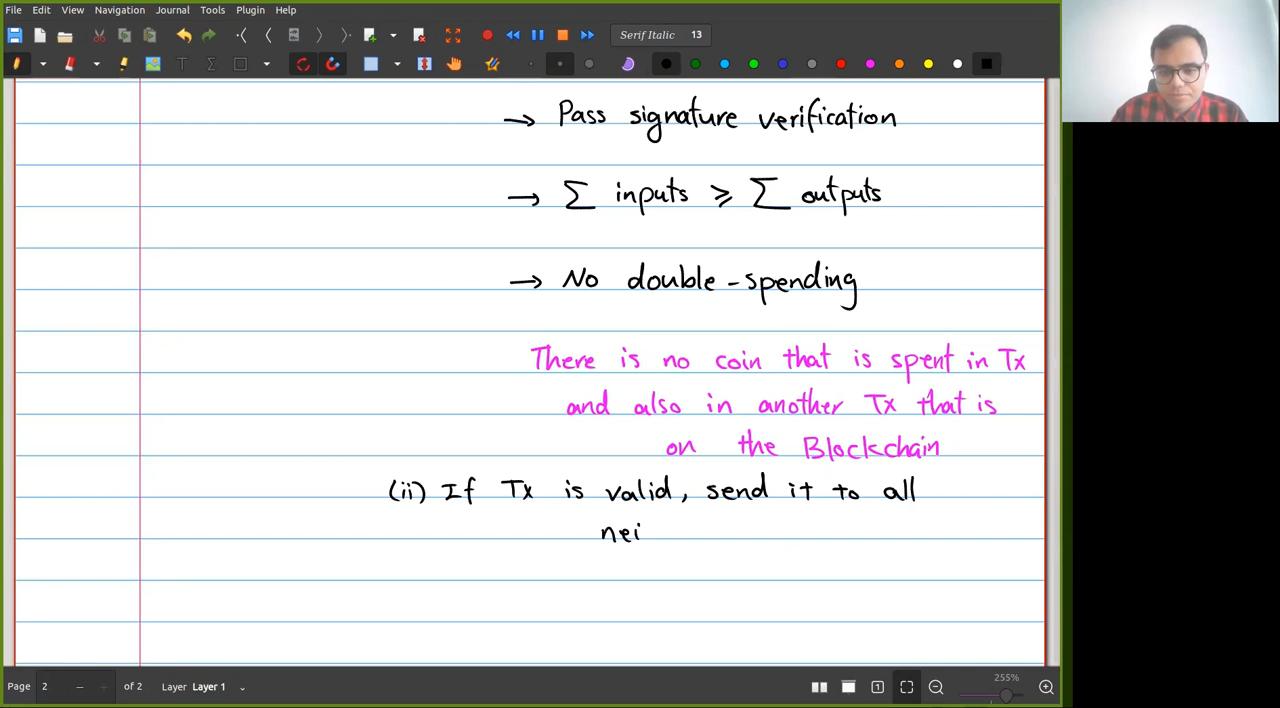 File Edit View Navigation Journal Tools Plugin Help
Serif Italic 13
→ Pass signature verification
→ ∑ inputs ⩾ ∑ outputs
→ No double-spending
There is no coin that is spent in Tx
and also in another Tx that is
on the Blockchain
(ii) If Tx is valid, send it to all
nei
Page 2 of 2 Layer Layer 1 255%